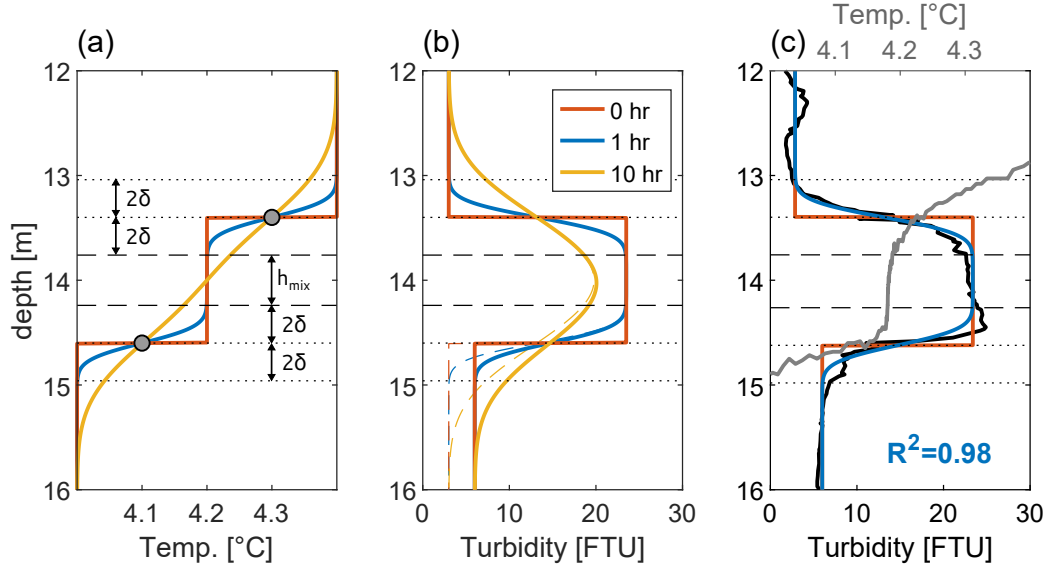 Temp. [°C]
(a) (b) (c)
4.1 4.2 4.3
12 12 12
0 hr
1 hr
10 hr
13 13 13
2δ
2δ
14 14 14
h_mix
2δ
2δ
15 15 15
R²=0.98
16 16 16
4.1 4.2 4.3 0 10 20 30 0 10 20 30
Temp. [°C] Turbidity [FTU] Turbidity [FTU]
depth [m]